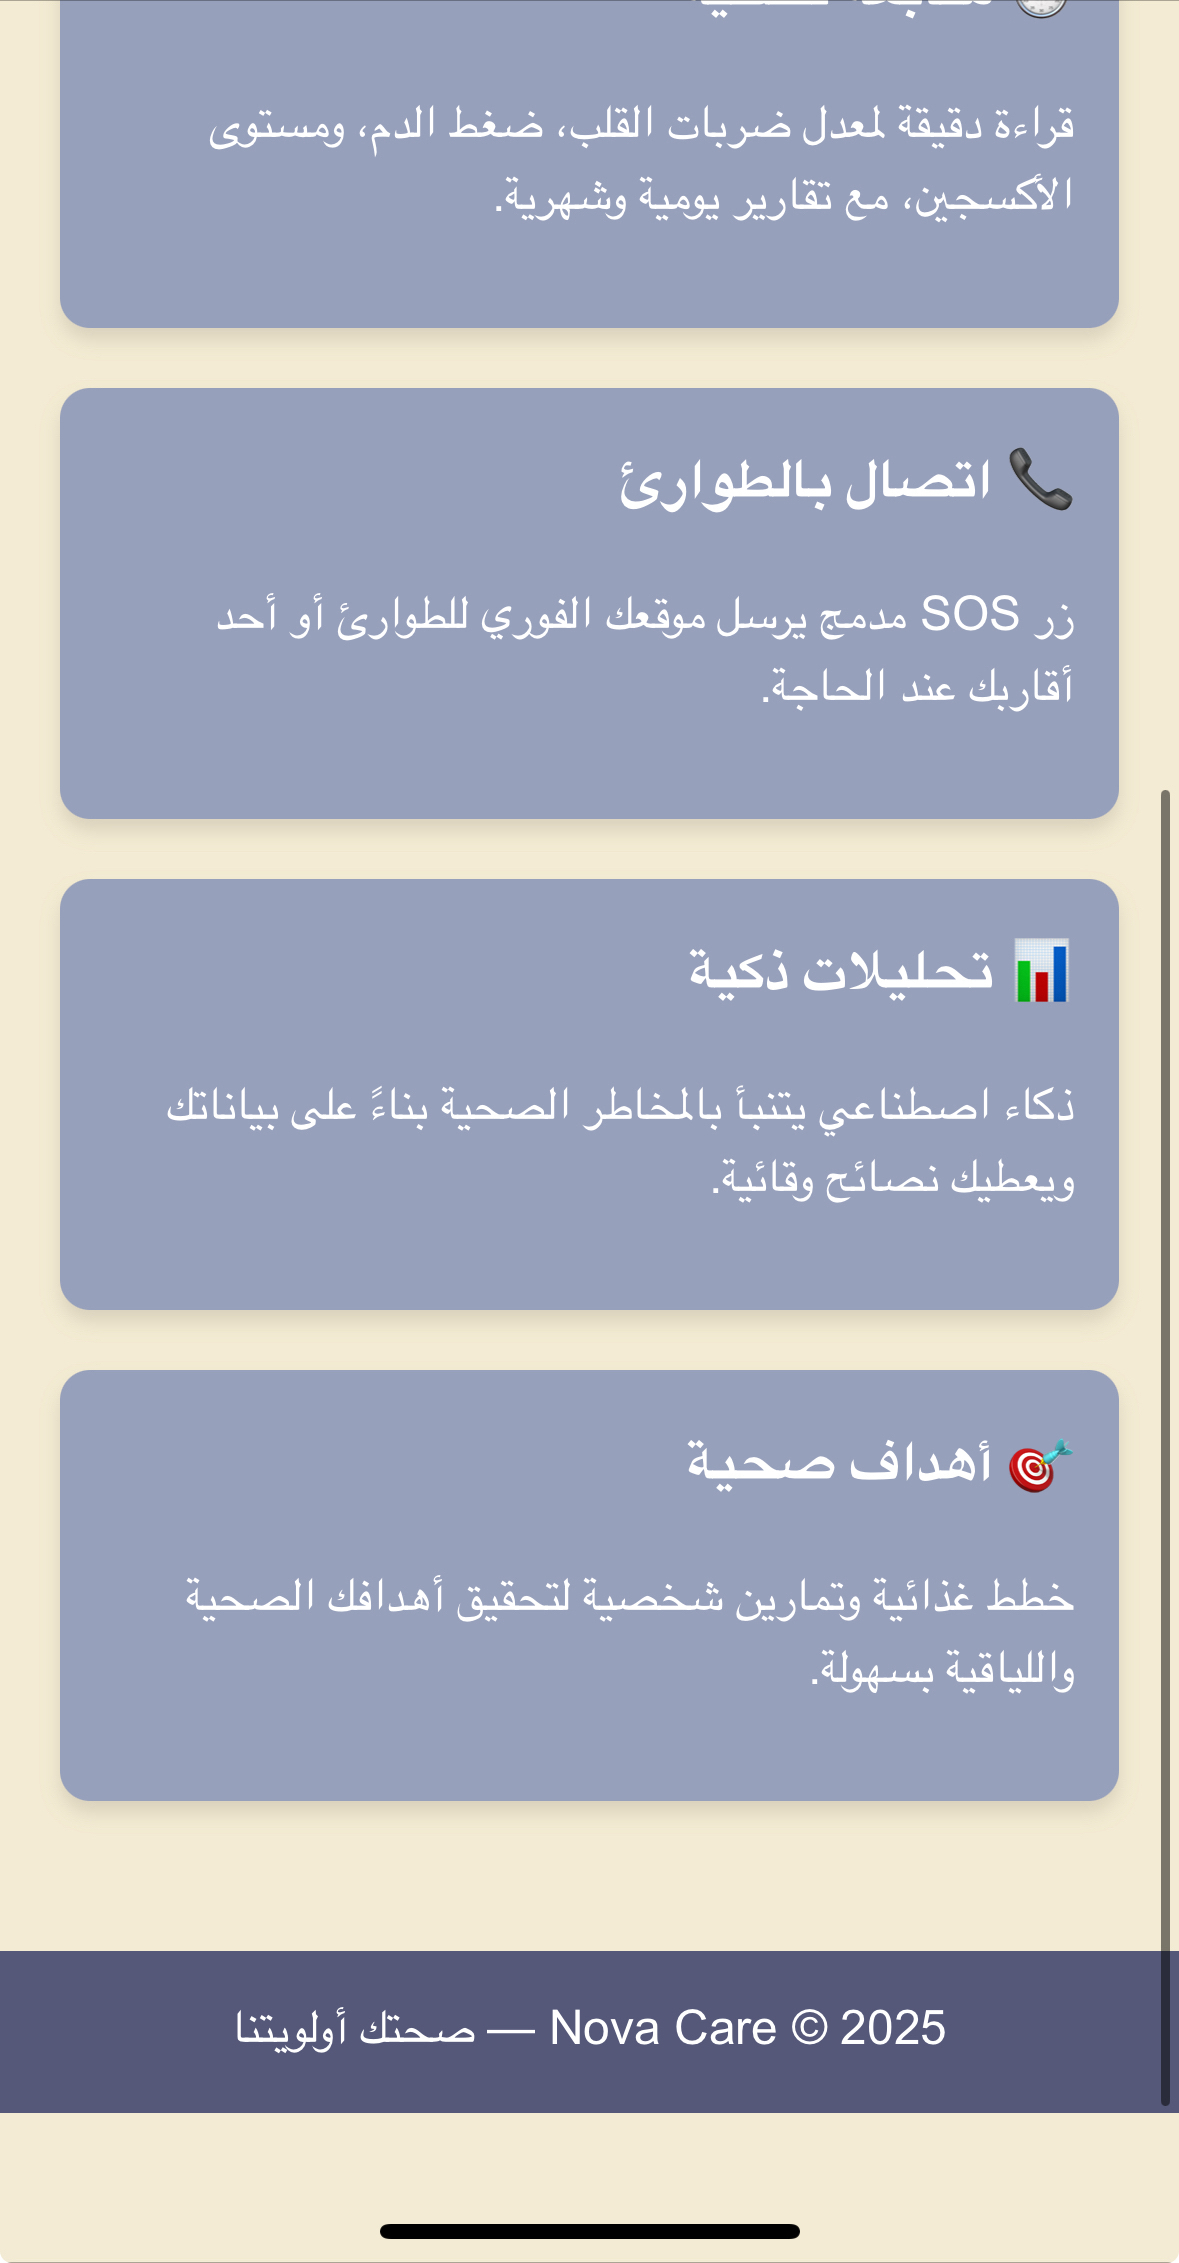 قراءة دقيقة لمعدل ضربات القلب، ضغط الدم، ومستوى
الأكسجين، مع تقارير يومية وشهرية.
📞 اتصال بالطوارئ
زر SOS مدمج يرسل موقعك الفوري للطوارئ أو أحد
أقاربك عند الحاجة.
📊 تحليلات ذكية
ذكاء اصطناعي يتنبأ بالمخاطر الصحية بناءً على بياناتك
ويعطيك نصائح وقائية.
🎯 أهداف صحية
خطط غذائية وتمارين شخصية لتحقيق أهدافك الصحية
واللياقية بسهولة.
2025 © Nova Care — صحتك أولويتنا